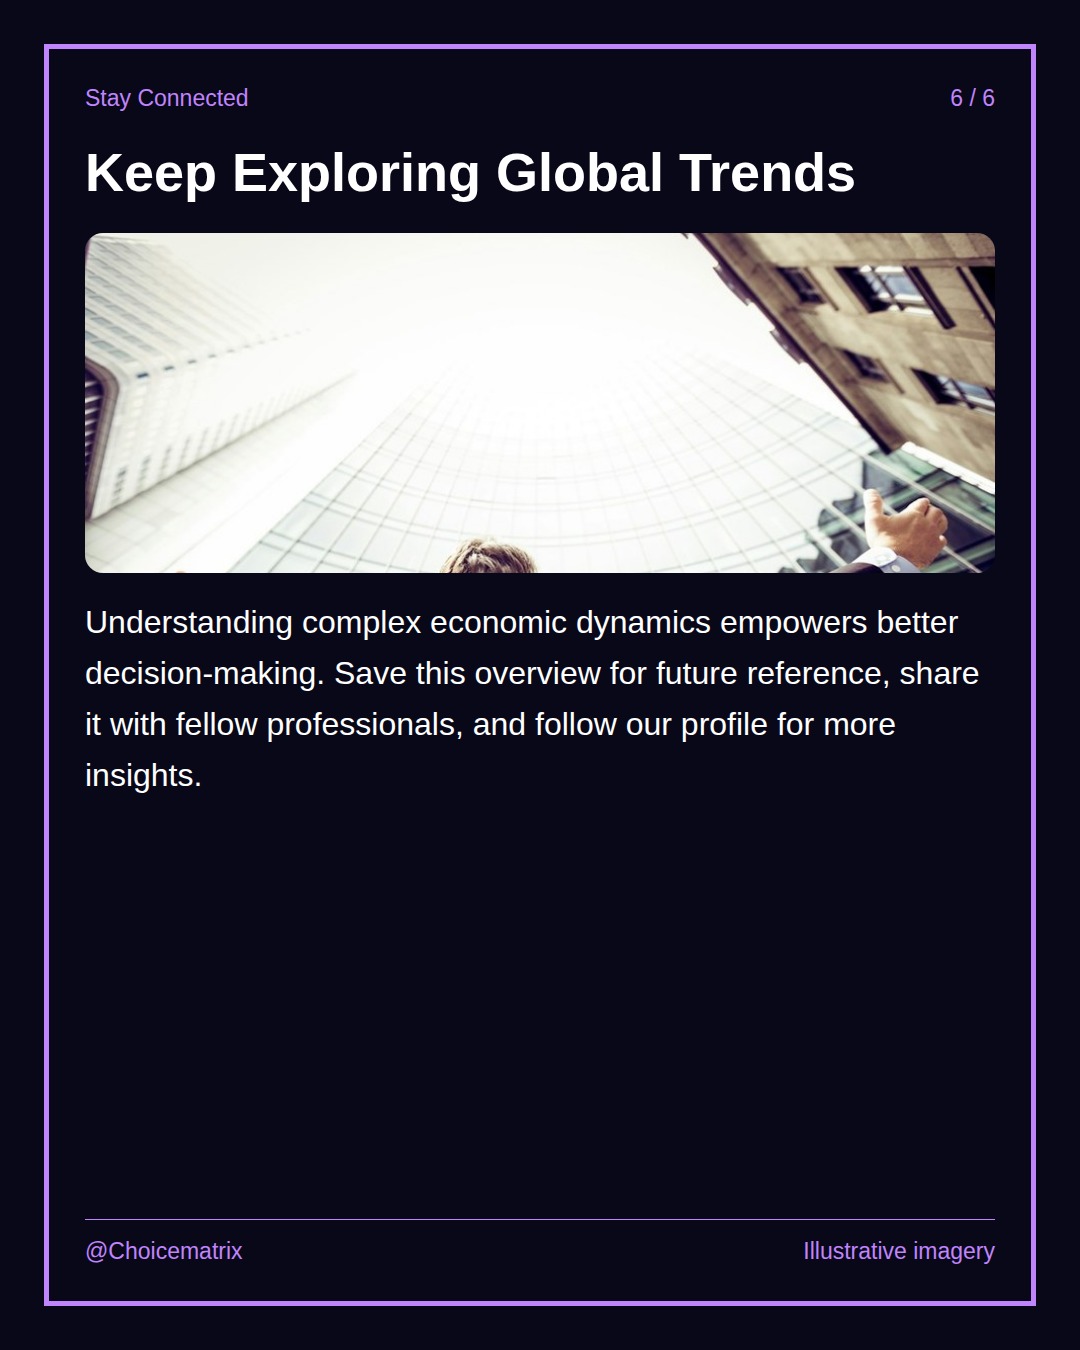 Stay Connected
6 / 6
Keep Exploring Global Trends
Understanding complex economic dynamics empowers better
decision-making. Save this overview for future reference, share
it with fellow professionals, and follow our profile for more
insights.
@Choicematrix
Illustrative imagery